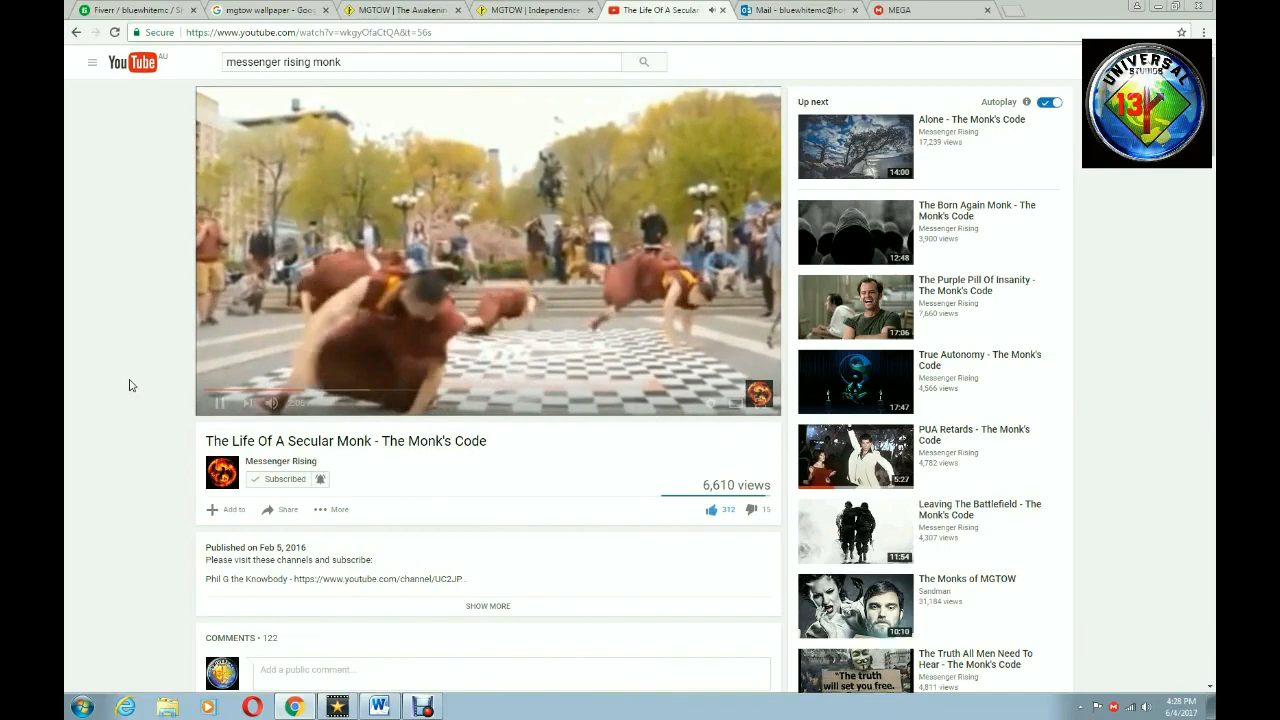 Fiverr / bluewhitemc / S
mgtow wallpaper - Goo
MGTOW | The Awakenin
MGTOW | Independence
The Life Of A Secular
Mail - bluewhitemc@ho
MEGA
Secure
https://www.youtube.com/watch?v=wkgyOfaCtQA&t=56s
YouTube AU
messenger rising monk
UNIVERSAL
STUDIOS
13
Up next
Autoplay
Alone - The Monk's Code
Messenger Rising
17,239 views
14:00
The Born Again Monk - The
Monk's Code
Messenger Rising
3,900 views
12:48
The Purple Pill Of Insanity -
The Monk's Code
Messenger Rising
7,660 views
17:06
True Autonomy - The Monk's
Code
Messenger Rising
4,566 views
17:47
PUA Retards - The Monk's
Code
Messenger Rising
4,782 views
5:27
Leaving The Battlefield - The
Monk's Code
Messenger Rising
4,307 views
11:54
The Monks of MGTOW
Sandman
31,184 views
10:10
The Truth All Men Need To
Hear - The Monk's Code
Messenger Rising
4,811 views
The truth
will set you free.
The Life Of A Secular Monk - The Monk's Code
Messenger Rising
Subscribed
6,610 views
Add to
Share
More
312
15
Published on Feb 5, 2016
Please visit these channels and subscribe:
Phil G the Knowbody - https://www.youtube.com/channel/UC2JP...
SHOW MORE
COMMENTS • 122
Add a public comment...
4:28 PM
6/4/2017